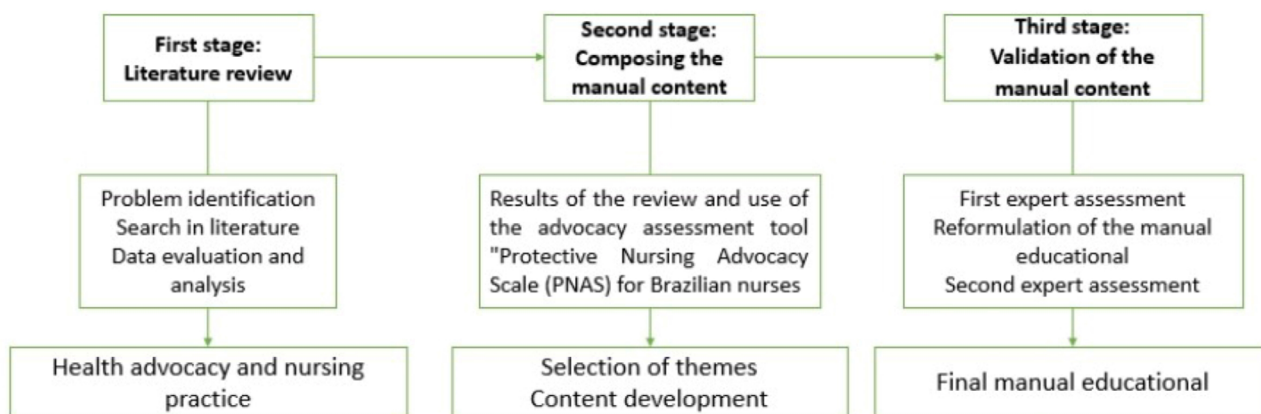 First stage:
Literature review
Second stage:
Composing the
manual content
Third stage:
Validation of the
manual content
Problem identification
Search in literature
Data evaluation and
analysis
Results of the review and use of
the advocacy assessment tool
"Protective Nursing Advocacy
Scale (PNAS) for Brazilian nurses
First expert assessment
Reformulation of the manual
educational
Second expert assessment
Health advocacy and nursing
practice
Selection of themes
Content development
Final manual educational